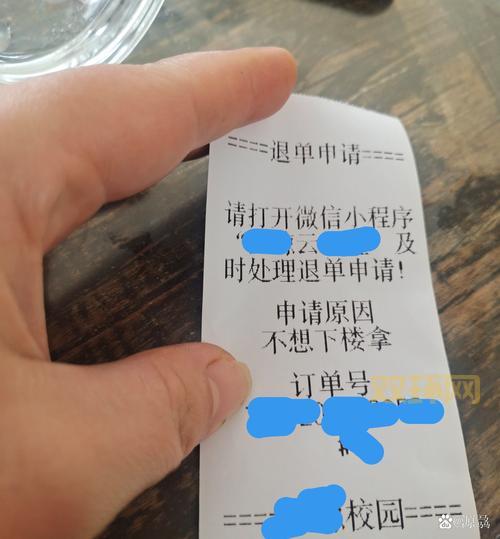 ====退单申请====
请打开微信小程序
“ 云 及
时处理退单申请!
申请原因
不想下楼拿
订单号
#
==== 校园====